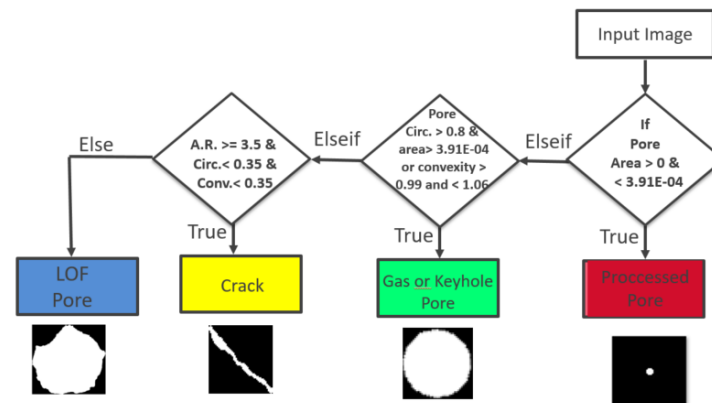 Input Image
If
Pore
Area > 0 &
< 3.91E-04
Elseif
Pore
Circ. > 0.8 &
area> 3.91E-04
or convexity >
0.99 and < 1.06
Elseif
A.R. >= 3.5 &
Circ.< 0.35 &
Conv.< 0.35
Else
True
True
True
LOF
Pore
Crack
Gas or Keyhole
Pore
Proccessed
Pore